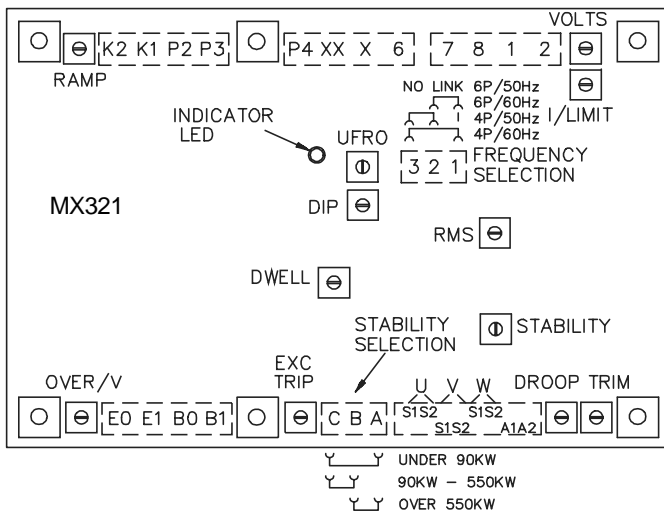 VOLTS
K2 K1 P2 P3 P4 XX X 6 7 8 1 2
RAMP
NO LINK 6P/50Hz
6P/60Hz
4P/50Hz
4P/60Hz
I/LIMIT
INDICATOR
LED
UFRO
3 2 1
FREQUENCY
SELECTION
MX321
DIP
RMS
DWELL
STABILITY
SELECTION
STABILITY
OVER/V
EXC
TRIP
U V W
DROOP TRIM
E0 E1 B0 B1
C B A
S1S2 S1S2
S1S2 A1A2
UNDER 90KW
90KW - 550KW
OVER 550KW